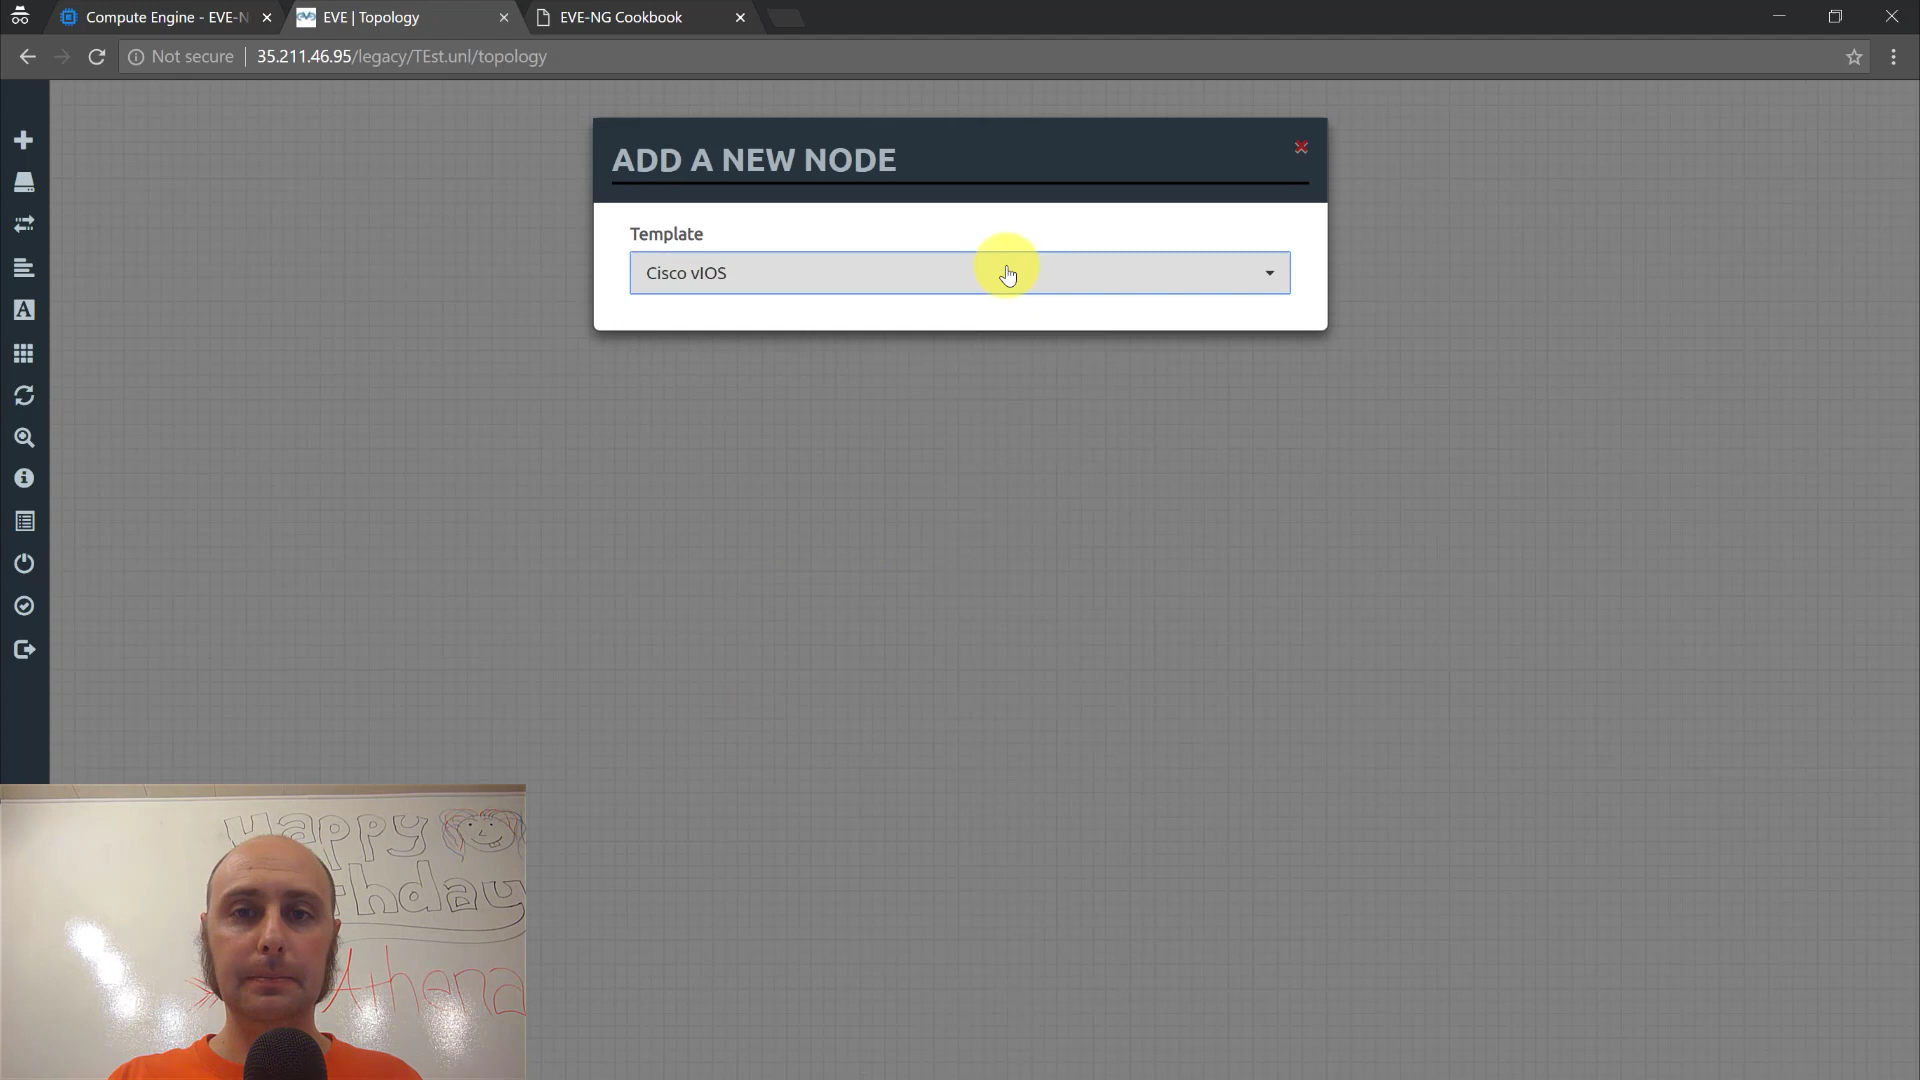 Compute Engine - EVE-N
EVE | Topology
EVE-NG Cookbook
Not secure
35.211.46.95/legacy/TEst.unl/topology
ADD A NEW NODE
Template
Cisco vIOS
Happy
thday
Athena